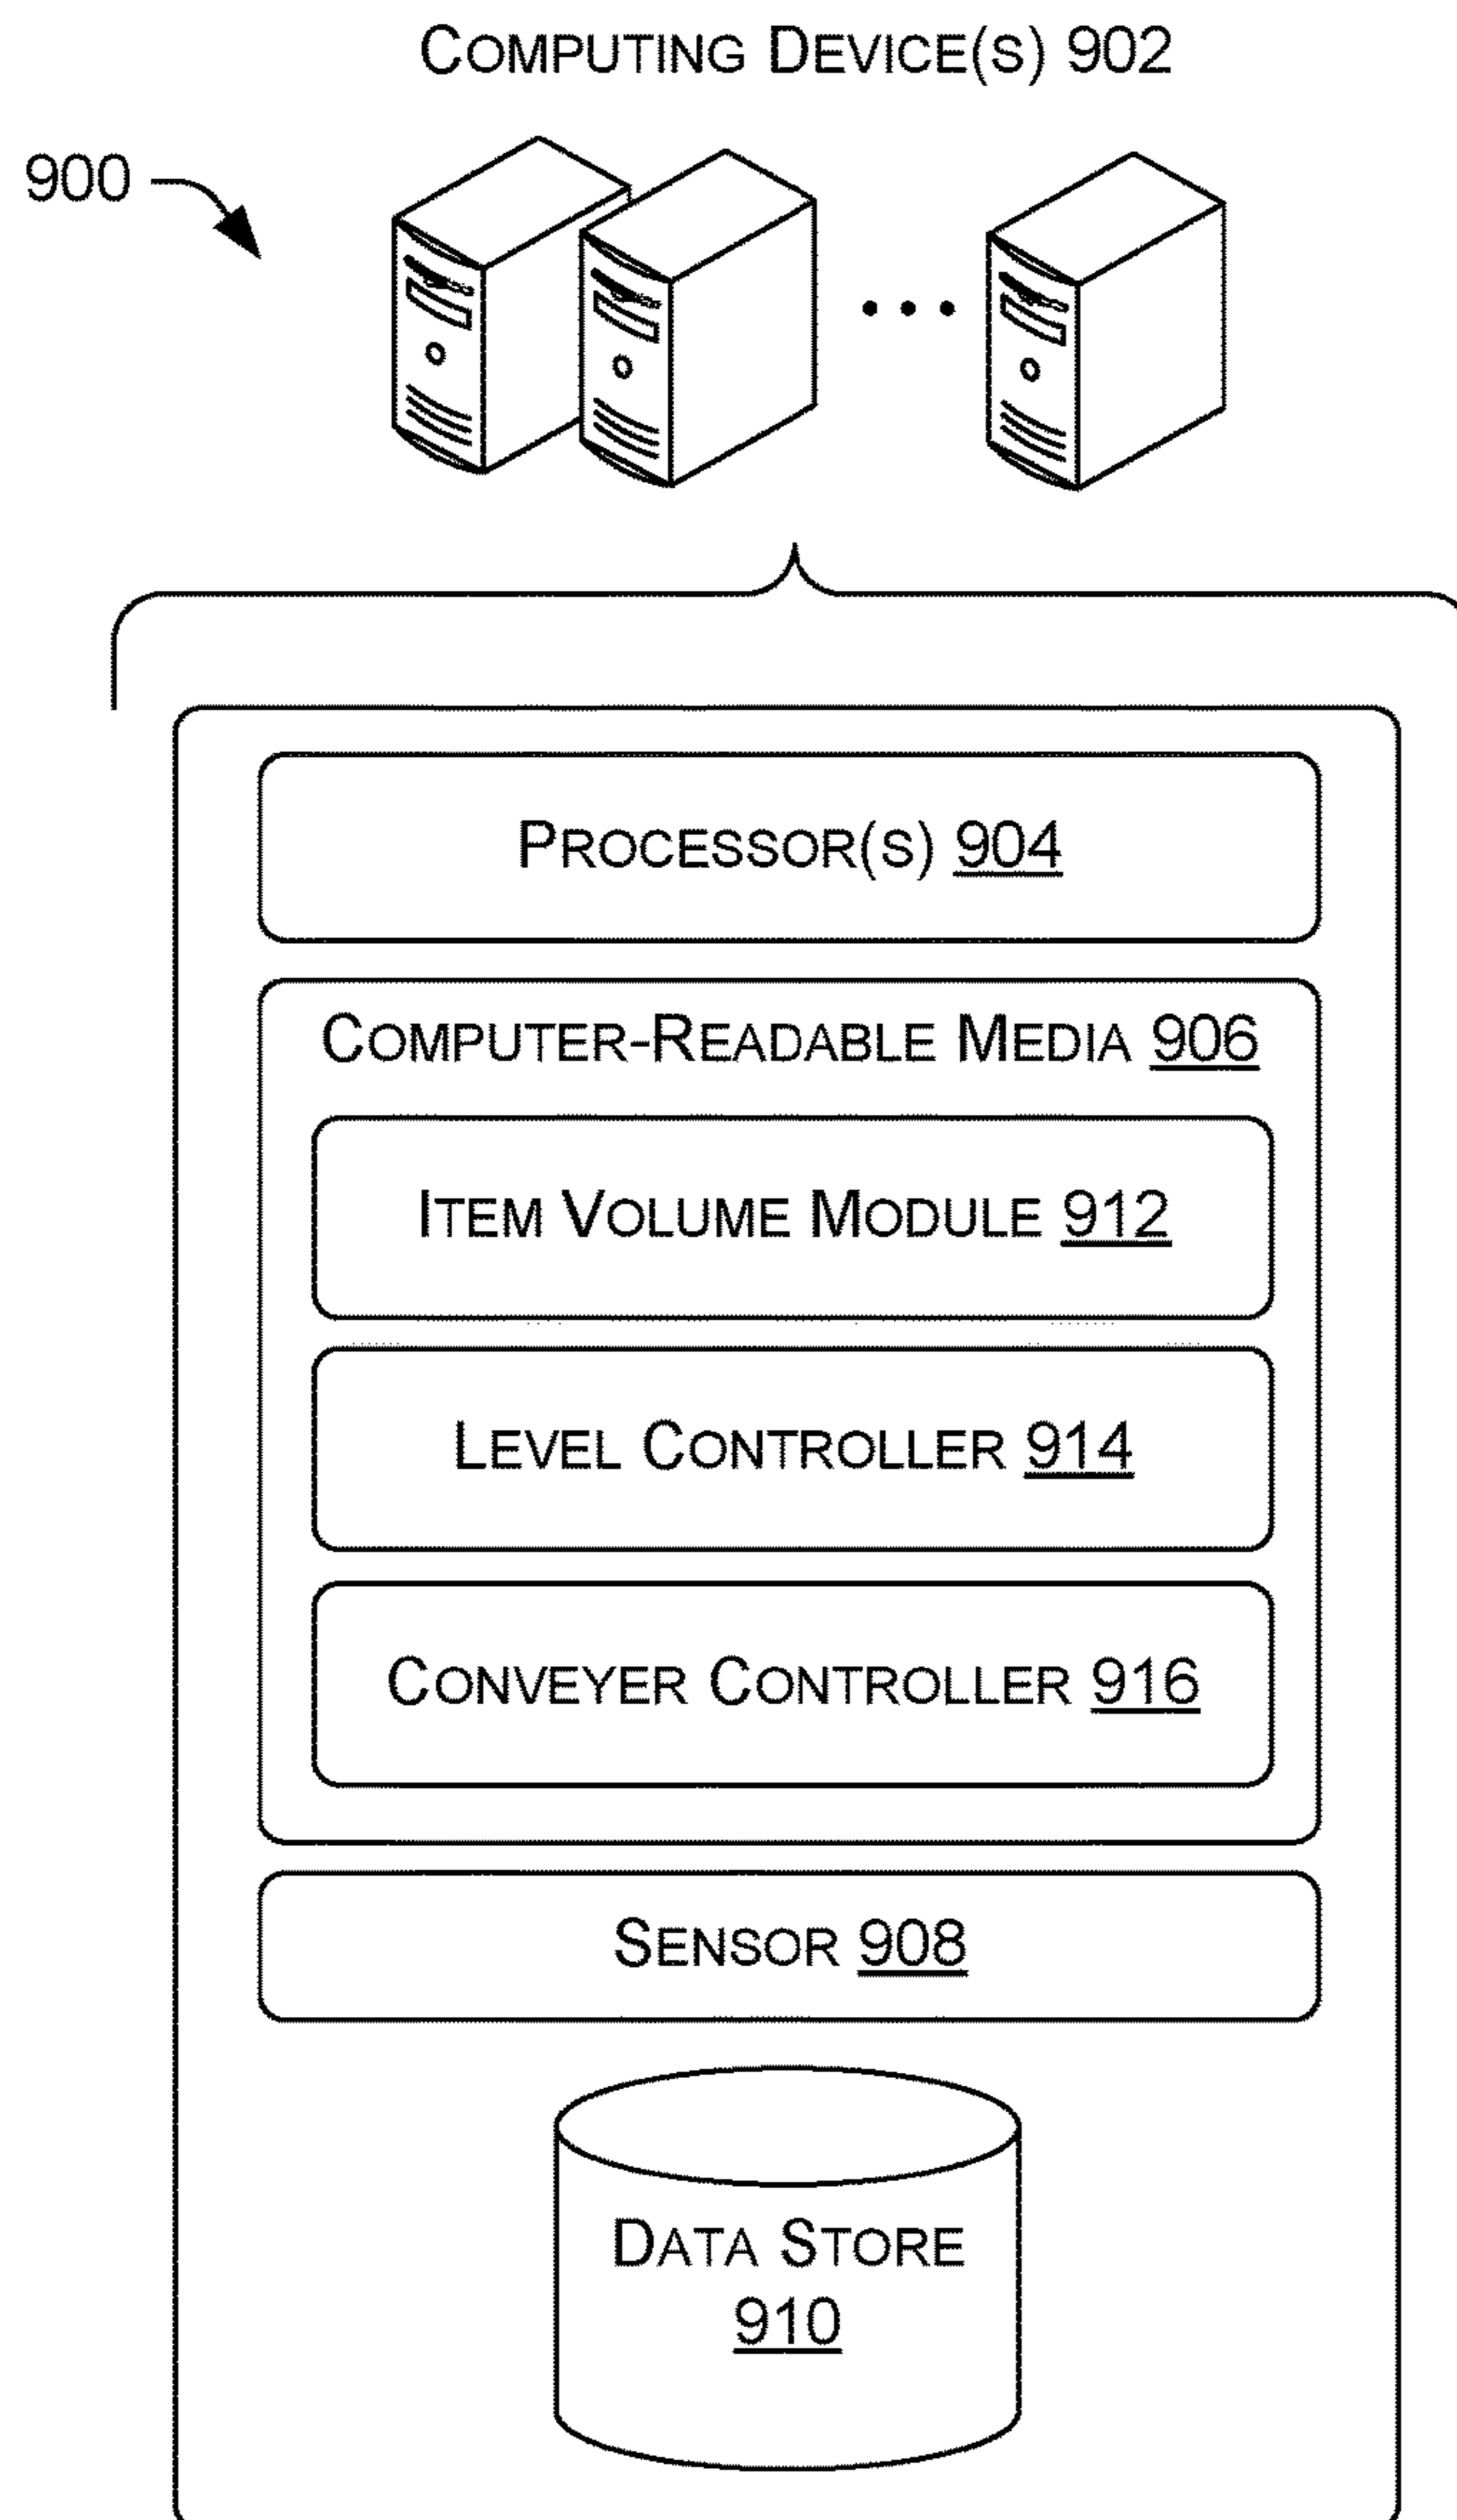 COMPUTING DEVICE(S) 902
900
PROCESSOR(S) 904
COMPUTER-READABLE MEDIA 906
ITEM VOLUME MODULE 912
LEVEL CONTROLLER 914
CONVEYER CONTROLLER 916
SENSOR 908
DATA STORE
910